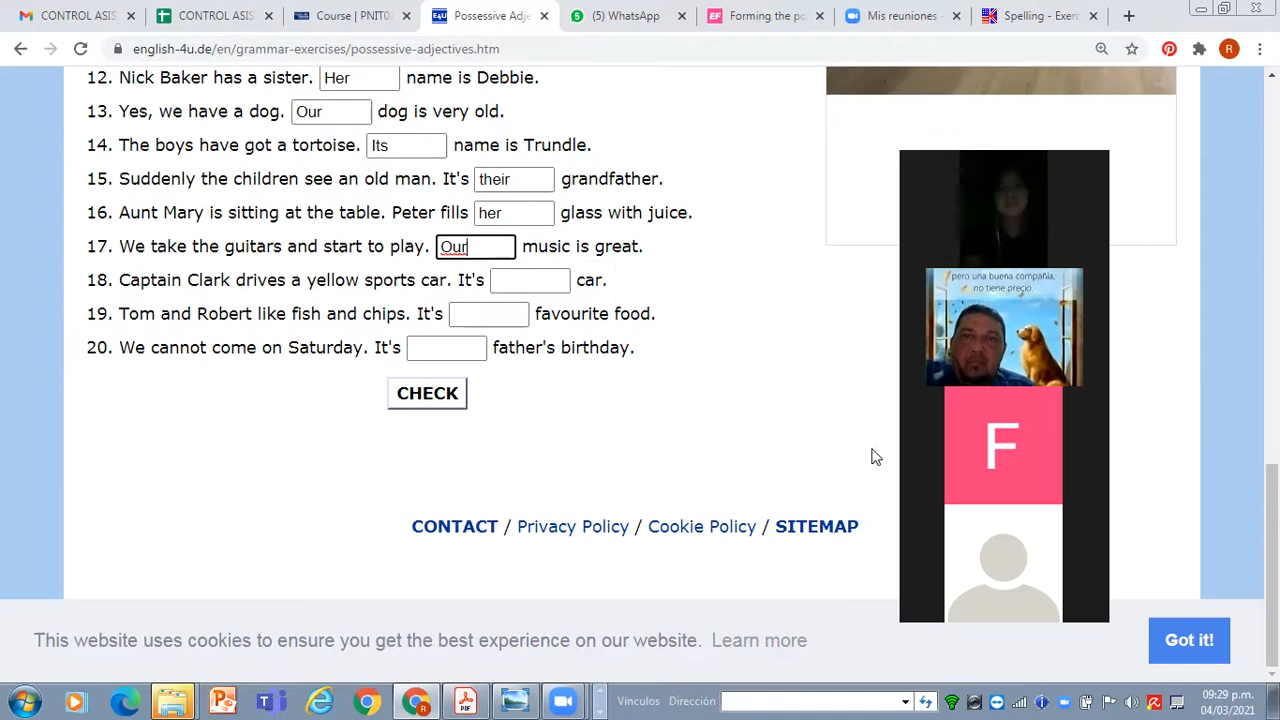 CONTROL ASIS
CONTROL ASIS
Course | PNIT03
E4U Possessive Adje
(1) WhatsApp
EF Forming the po
Mis reuniones -
Spelling - Exerc
english-4u.de/en/grammar-exercises/possessive-adjectives.htm
R
12. Nick Baker has a sister. Her name is Debbie.
13. Yes, we have a dog. Our dog is very old.
14. The boys have got a tortoise. Its name is Trundle.
15. Suddenly the children see an old man. It's their grandfather.
16. Aunt Mary is sitting at the table. Peter fills her glass with juice.
17. We take the guitars and start to play. Our music is great.
18. Captain Clark drives a yellow sports car. It's car.
19. Tom and Robert like fish and chips. It's favourite food.
20. We cannot come on Saturday. It's father's birthday.
CHECK
pero una buena compañía,
no tiene precio.
F
CONTACT / Privacy Policy / Cookie Policy / SITEMAP
This website uses cookies to ensure you get the best experience on our website. Learn more
Got it!
Vínculos Dirección
09:29 p.m.
04/03/2021